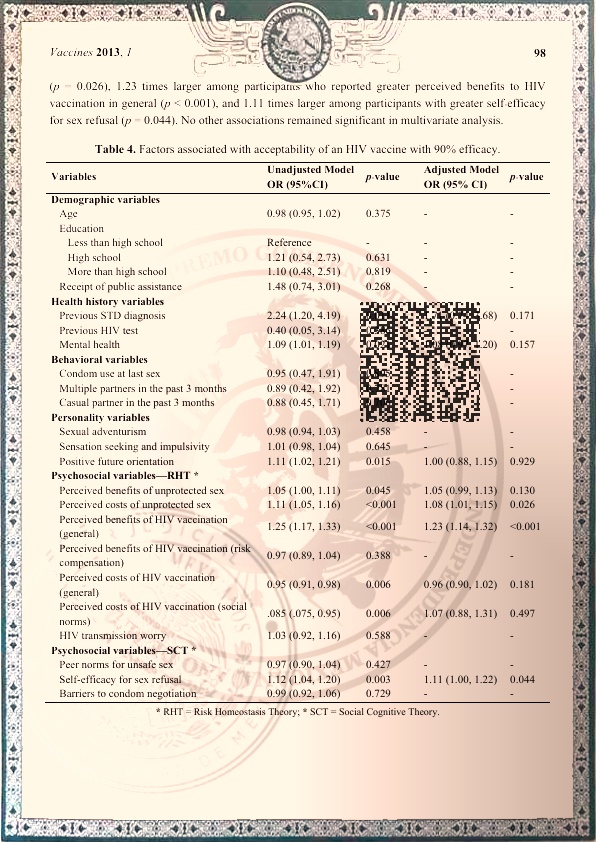 Vaccines 2013, 1 98
(p = 0.026), 1.23 times larger among participants who reported greater perceived benefits to HIV
vaccination in general (p < 0.001), and 1.11 times larger among participants with greater self-efficacy
for sex refusal (p = 0.044). No other associations remained significant in multivariate analysis.
Table 4. Factors associated with acceptability of an HIV vaccine with 90% efficacy.
Variables Unadjusted Model OR (95%CI) p-value Adjusted Model OR (95% CI) p-value
Demographic variables
Age 0.98 (0.95, 1.02) 0.375 - -
Education
Less than high school Reference - - -
High school 1.21 (0.54, 2.73) 0.631 - -
More than high school 1.10 (0.48, 2.51) 0.819 - -
Receipt of public assistance 1.48 (0.74, 3.01) 0.268 - -
Health history variables
Previous STD diagnosis 2.24 (1.20, 4.19) .68) 0.171
Previous HIV test 0.40 (0.05, 3.14) -
Mental health 1.09 (1.01, 1.19) .20) 0.157
Behavioral variables
Condom use at last sex 0.95 (0.47, 1.91) -
Multiple partners in the past 3 months 0.89 (0.42, 1.92) -
Casual partner in the past 3 months 0.88 (0.45, 1.71) -
Personality variables
Sexual adventurism 0.98 (0.94, 1.03) 0.458 - -
Sensation seeking and impulsivity 1.01 (0.98, 1.04) 0.645 - -
Positive future orientation 1.11 (1.02, 1.21) 0.015 1.00 (0.88, 1.15) 0.929
Psychosocial variables—RHT *
Perceived benefits of unprotected sex 1.05 (1.00, 1.11) 0.045 1.05 (0.99, 1.13) 0.130
Perceived costs of unprotected sex 1.11 (1.05, 1.16) <0.001 1.08 (1.01, 1.15) 0.026
Perceived benefits of HIV vaccination
(general) 1.25 (1.17, 1.33) <0.001 1.23 (1.14, 1.32) <0.001
Perceived benefits of HIV vaccination (risk
compensation) 0.97 (0.89, 1.04) 0.388 - -
Perceived costs of HIV vaccination
(general) 0.95 (0.91, 0.98) 0.006 0.96 (0.90, 1.02) 0.181
Perceived costs of HIV vaccination (social
norms) .085 (.075, 0.95) 0.006 1.07 (0.88, 1.31) 0.497
HIV transmission worry 1.03 (0.92, 1.16) 0.588 - -
Psychosocial variables—SCT *
Peer norms for unsafe sex 0.97 (0.90, 1.04) 0.427 - -
Self-efficacy for sex refusal 1.12 (1.04, 1.20) 0.003 1.11 (1.00, 1.22) 0.044
Barriers to condom negotiation 0.99 (0.92, 1.06) 0.729 - -
* RHT = Risk Homeostasis Theory; * SCT = Social Cognitive Theory.